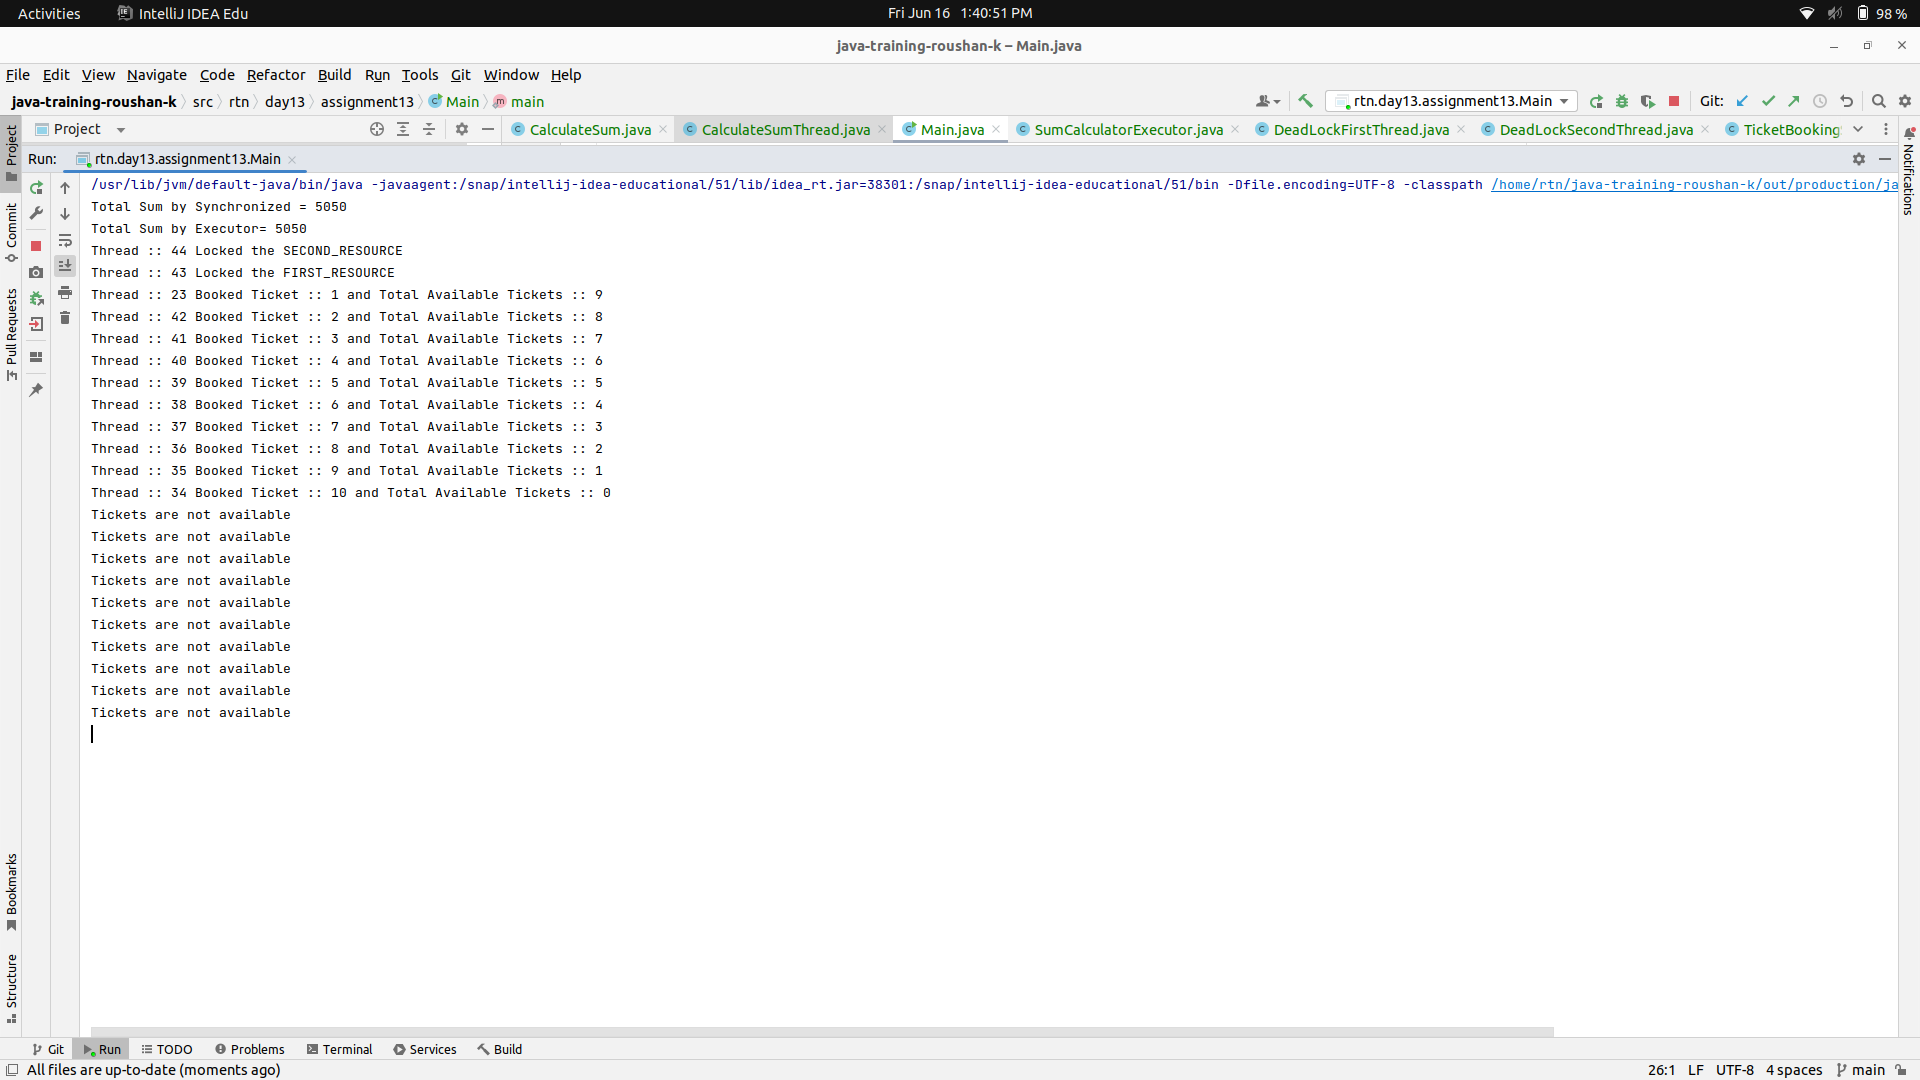 Activities IntelliJ IDEA Edu Fri Jun 16 1:40:51 PM 98 %
java-training-roushan-k – Main.java
File Edit View Navigate Code Refactor Build Run Tools Git Window Help
java-training-roushan-k src rtn day13 assignment13 Main main rtn.day13.assignment13.Main Git:
Project CalculateSum.java CalculateSumThread.java Main.java SumCalculatorExecutor.java DeadLockFirstThread.java DeadLockSecondThread.java TicketBooking
Run: rtn.day13.assignment13.Main
/usr/lib/jvm/default-java/bin/java -javaagent:/snap/intellij-idea-educational/51/lib/idea_rt.jar=38301:/snap/intellij-idea-educational/51/bin -Dfile.encoding=UTF-8 -classpath /home/rtn/java-training-roushan-k/out/production/ja
Total Sum by Synchronized = 5050
Total Sum by Executor= 5050
Thread :: 44 Locked the SECOND_RESOURCE
Thread :: 43 Locked the FIRST_RESOURCE
Thread :: 23 Booked Ticket :: 1 and Total Available Tickets :: 9
Thread :: 42 Booked Ticket :: 2 and Total Available Tickets :: 8
Thread :: 41 Booked Ticket :: 3 and Total Available Tickets :: 7
Thread :: 40 Booked Ticket :: 4 and Total Available Tickets :: 6
Thread :: 39 Booked Ticket :: 5 and Total Available Tickets :: 5
Thread :: 38 Booked Ticket :: 6 and Total Available Tickets :: 4
Thread :: 37 Booked Ticket :: 7 and Total Available Tickets :: 3
Thread :: 36 Booked Ticket :: 8 and Total Available Tickets :: 2
Thread :: 35 Booked Ticket :: 9 and Total Available Tickets :: 1
Thread :: 34 Booked Ticket :: 10 and Total Available Tickets :: 0
Tickets are not available
Tickets are not available
Tickets are not available
Tickets are not available
Tickets are not available
Tickets are not available
Tickets are not available
Tickets are not available
Tickets are not available
Tickets are not available
Project
Commit
Pull Requests
Bookmarks
Structure
Notifications
Git Run TODO Problems Terminal Services Build
All files are up-to-date (moments ago) 26:1 LF UTF-8 4 spaces main